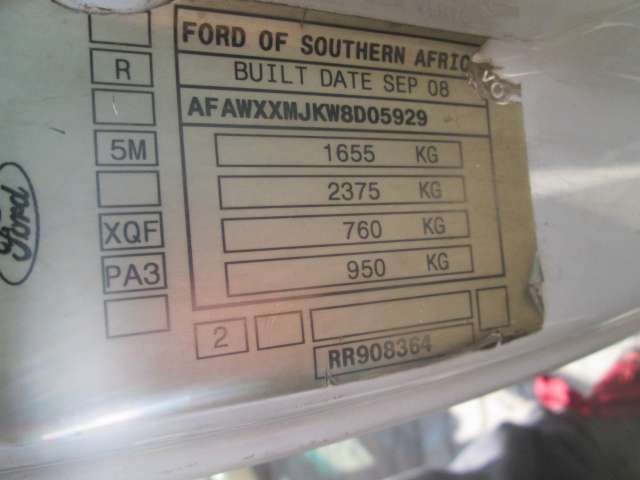 FORD OF SOUTHERN AFRIC
R
BUILT DATE SEP 08
AFAWXXMJKW8D05929
5M
1655 KG
2375 KG
XQF
760 KG
PA3
950 KG
2
RR908364
Ford